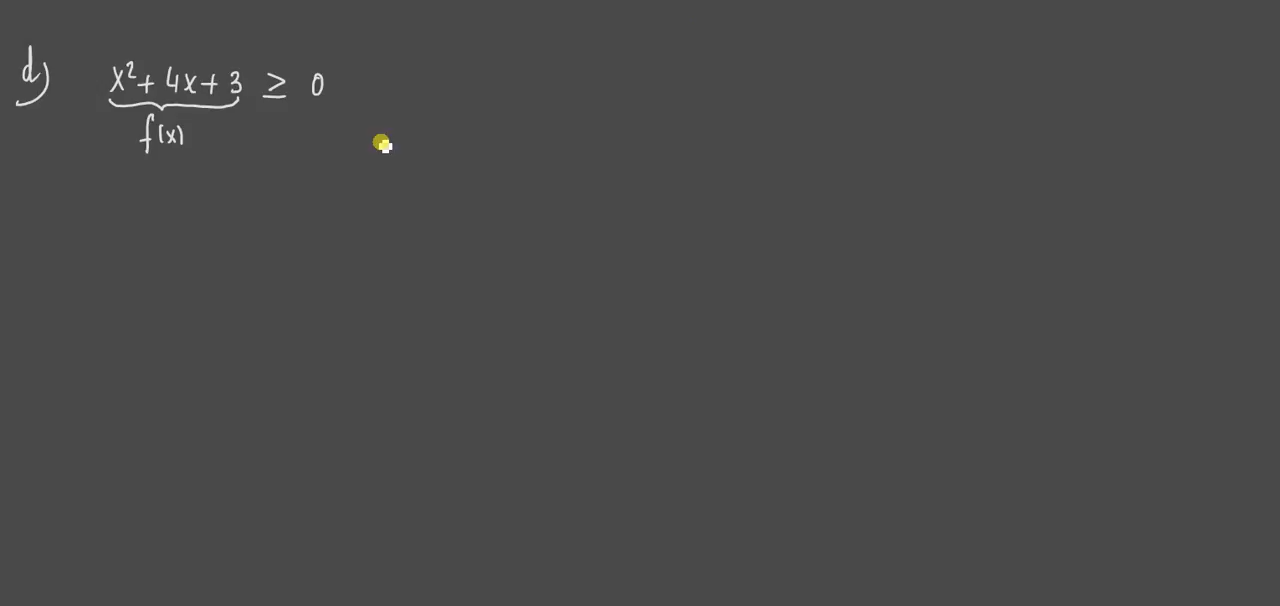 d) x² + 4x + 3 ≥ 0
f(x)